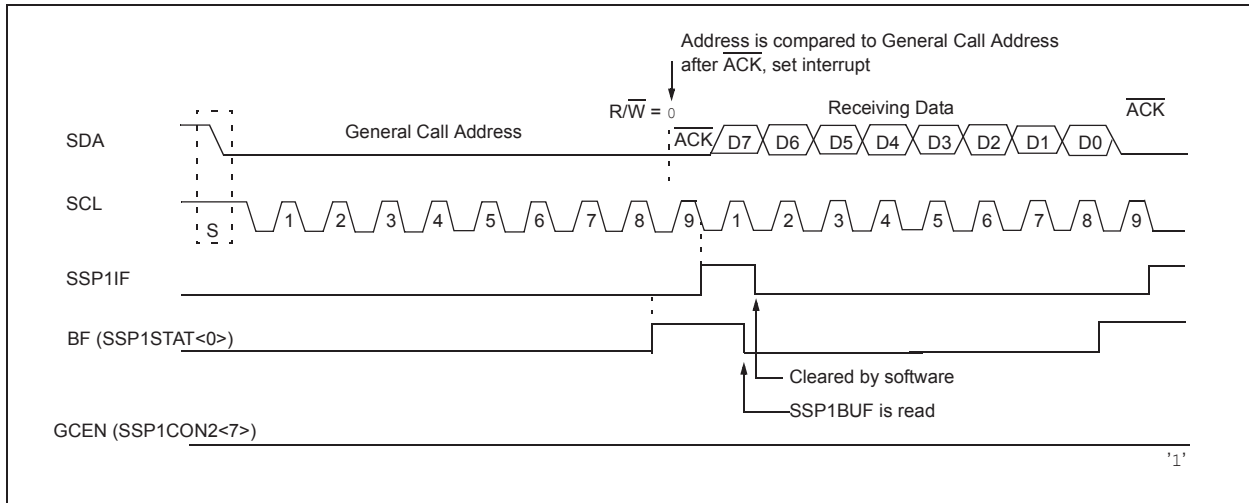 Address is compared to General Call Address
after ACK, set interrupt
R/W = 0
Receiving Data
ACK
SDA
General Call Address
ACK D7 D6 D5 D4 D3 D2 D1 D0
SCL
S
1 2 3 4 5 6 7 8 9 1 2 3 4 5 6 7 8 9
SSP1IF
BF (SSP1STAT<0>)
Cleared by software
SSP1BUF is read
GCEN (SSP1CON2<7>)
'1'